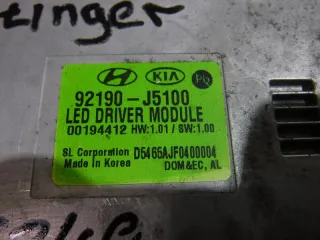 tinger
KIA
92190-J5100
LED DRIVER MODULE
00194412 HW:1.01 / SW:1.00
SL Corporation D5465AJF0400004
Made in Korea DOM&EC, AL